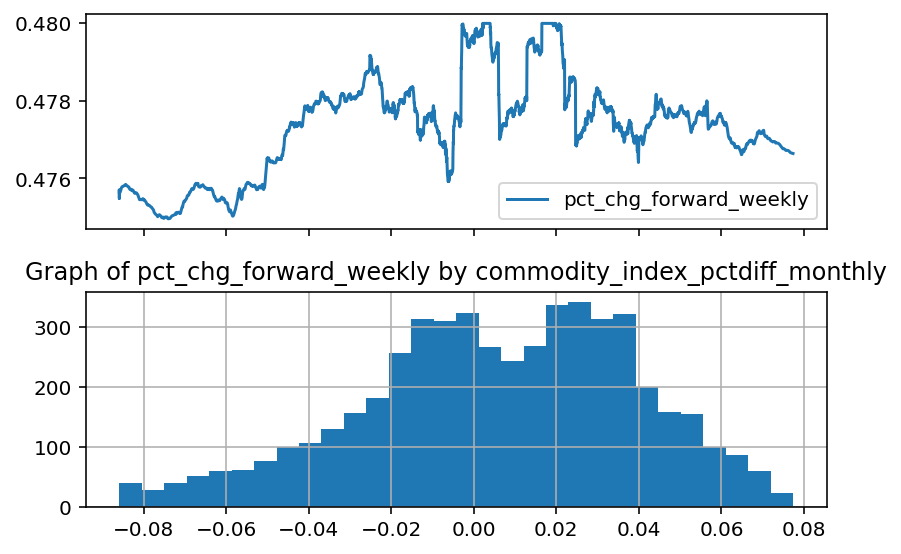 0.480
0.478
0.476
pct_chg_forward_weekly
Graph of pct_chg_forward_weekly by commodity_index_pctdiff_monthly
300
200
100
0
−0.08 −0.06 −0.04 −0.02 0.00 0.02 0.04 0.06 0.08